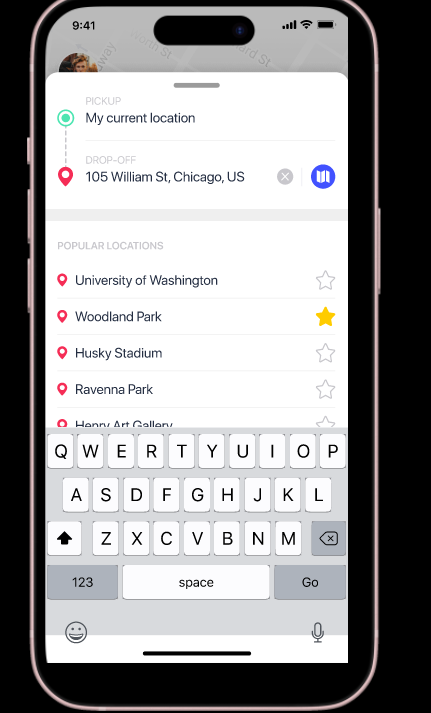 9:41
PICKUP
My current location
DROP-OFF
105 William St, Chicago, US
POPULAR LOCATIONS
University of Washington
Woodland Park
Husky Stadium
Ravenna Park
Henry Art Gallery
Q W E R T Y U I O P
A S D F G H J K L
Z X C V B N M
123 space Go